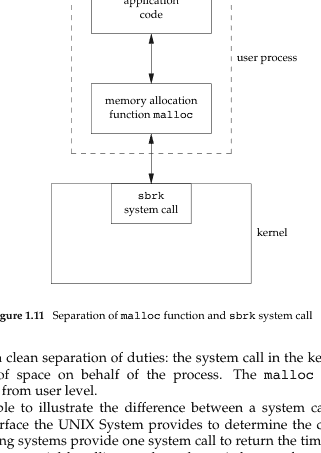 application
code
user process
memory allocation
function malloc
sbrk
system call
kernel
gure 1.11 Separation of malloc function and sbrk system call
clean separation of duties: the system call in the ke
of space on behalf of the process. The malloc
from user level.
ble to illustrate the difference between a system ca
rface the UNIX System provides to determine the c
ng systems provide one system call to return the tim